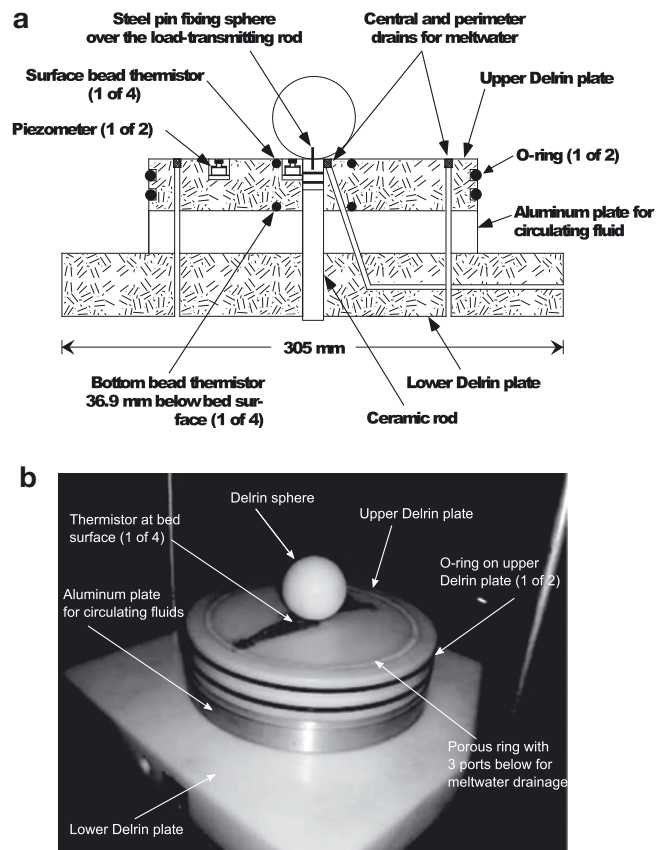 a
Steel pin fixing sphere
over the load-transmitting rod
Central and perimeter
drains for meltwater
Surface bead thermistor
(1 of 4)
Upper Delrin plate
Piezometer (1 of 2)
O-ring (1 of 2)
Aluminum plate for
circulating fluid
305 mm
Bottom bead thermistor
36.9 mm below bed sur-
face (1 of 4)
Lower Delrin plate
Ceramic rod
b
Delrin sphere
Thermistor at bed
surface (1 of 4)
Upper Delrin plate
O-ring on upper
Delrin plate (1 of 2)
Aluminum plate
for circulating fluids
Porous ring with
3 ports below for
meltwater drainage
Lower Delrin plate